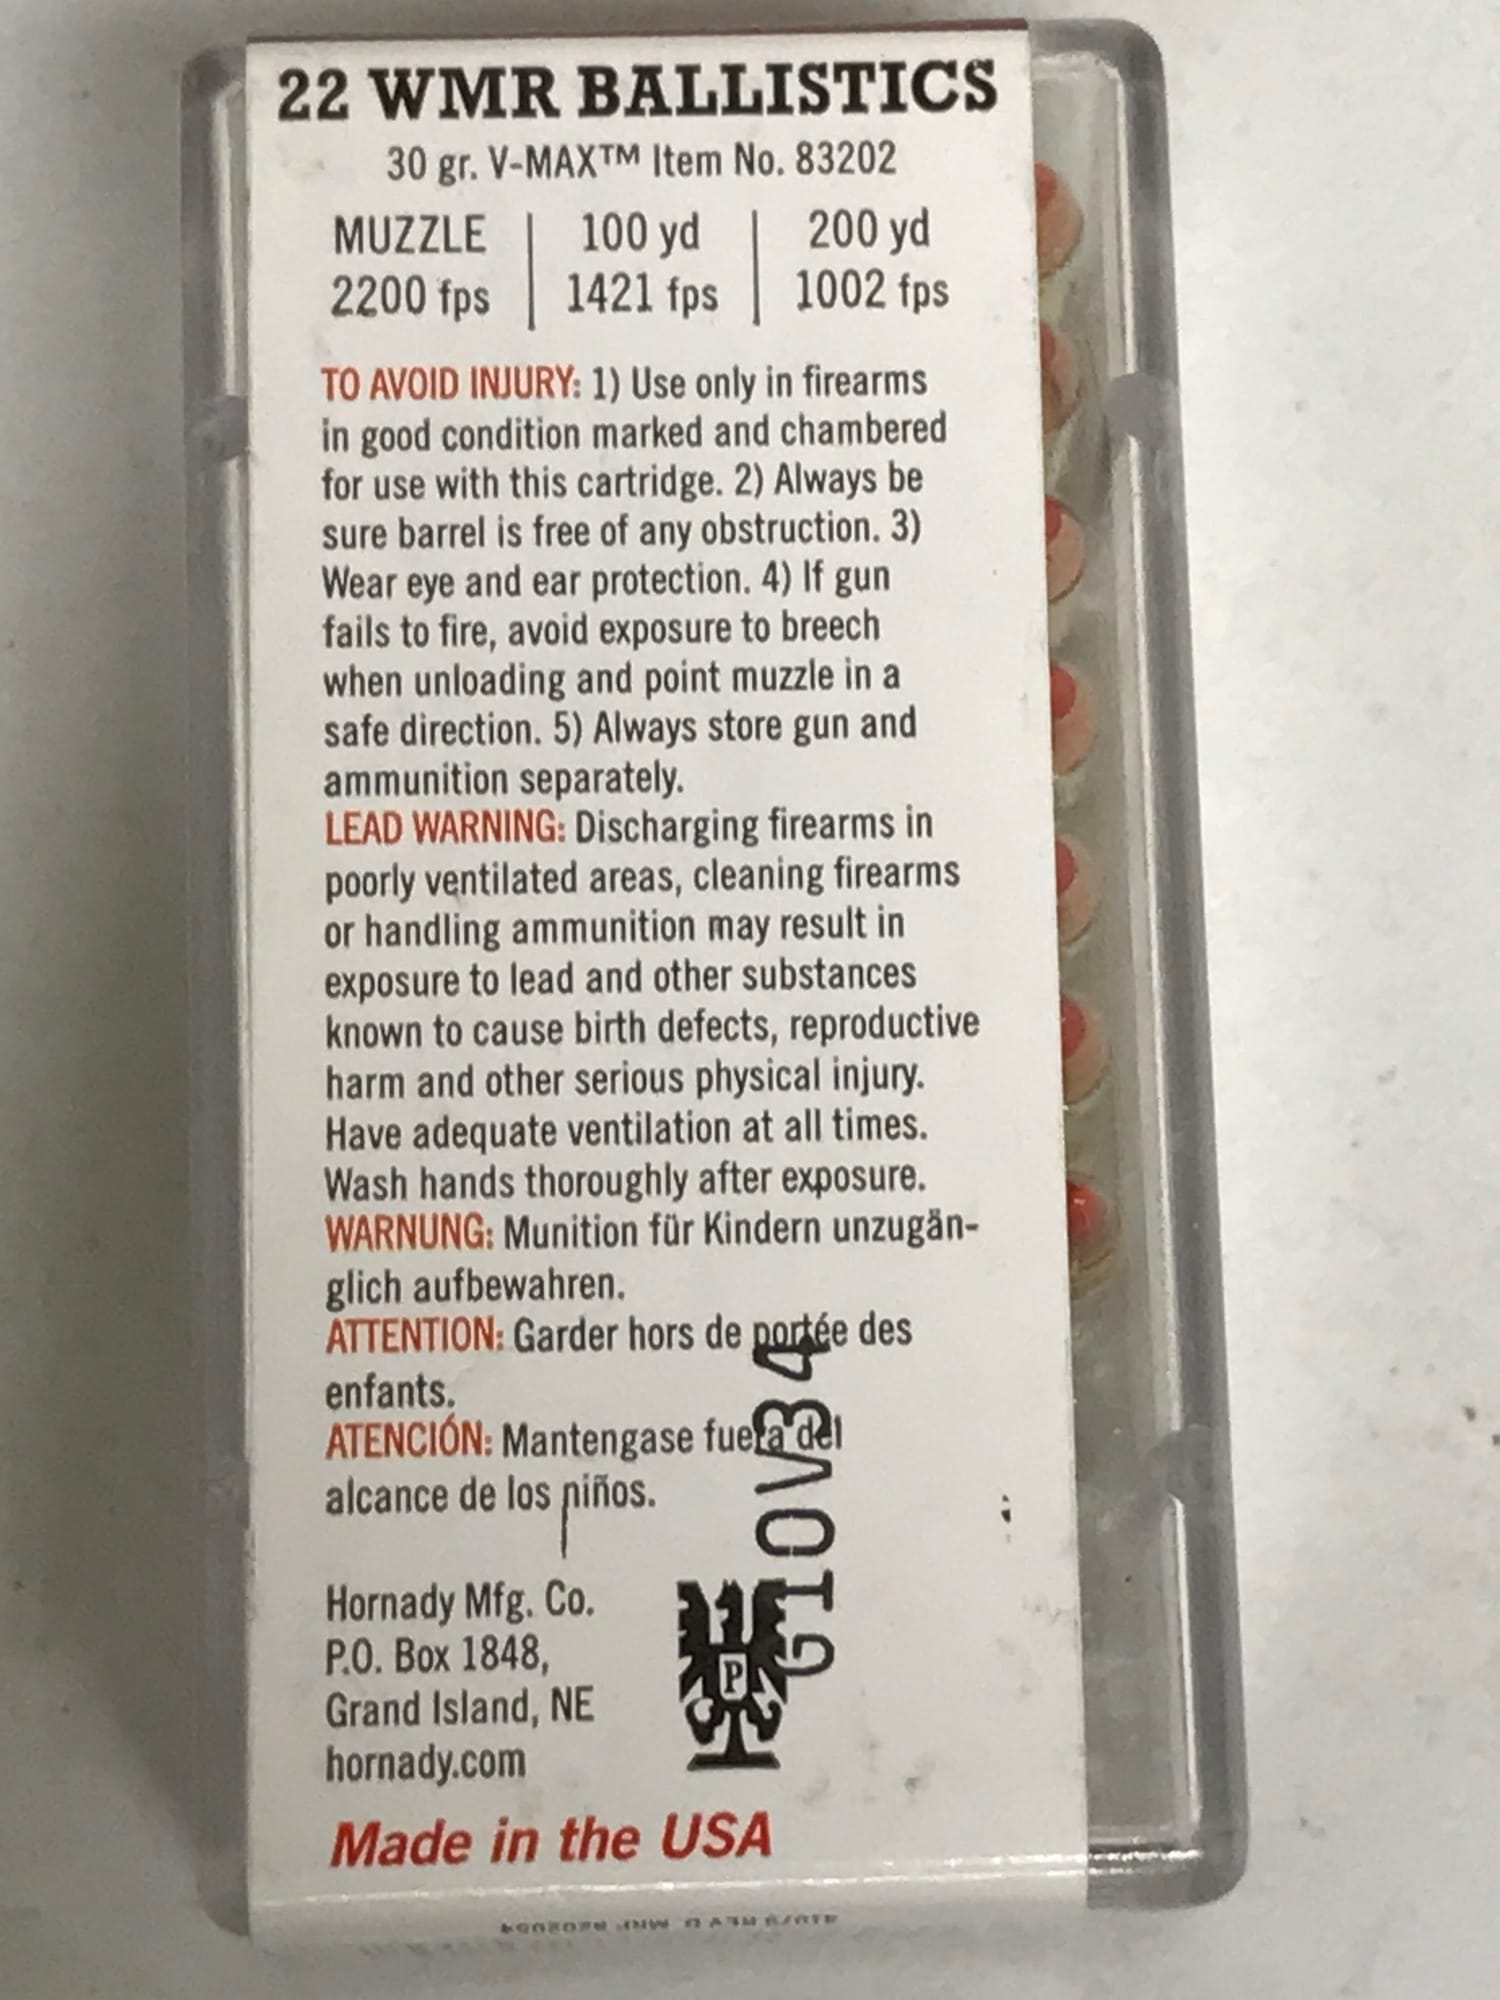 22 WMR BALLISTICS
30 gr. V-MAX™ Item No. 83202
MUZZLE | 100 yd | 200 yd
2200 fps | 1421 fps | 1002 fps
TO AVOID INJURY: 1) Use only in firearms
in good condition marked and chambered
for use with this cartridge. 2) Always be
sure barrel is free of any obstruction. 3)
Wear eye and ear protection. 4) If gun
fails to fire, avoid exposure to breech
when unloading and point muzzle in a
safe direction. 5) Always store gun and
ammunition separately.
LEAD WARNING: Discharging firearms in
poorly ventilated areas, cleaning firearms
or handling ammunition may result in
exposure to lead and other substances
known to cause birth defects, reproductive
harm and other serious physical injury.
Have adequate ventilation at all times.
Wash hands thoroughly after exposure.
WARNUNG: Munition für Kindern unzugän-
glich aufbewahren.
ATTENTION: Garder hors de portée des
enfants.
ATENCIÓN: Mantengase fuera del
alcance de los niños.
Hornady Mfg. Co.
P.O. Box 1848,
Grand Island, NE
hornady.com
P
Made in the USA